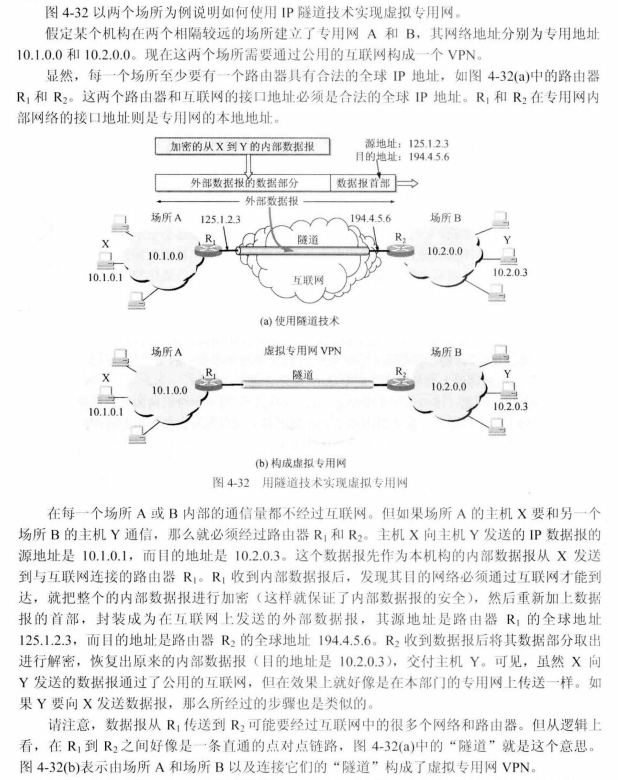 图 4-32 以两个场所为例说明如何使用 IP 隧道技术实现虚拟专用网。
假定某个机构在两个相隔较远的场所建立了专用网 A 和 B，其网络地址分别为专用地址
10.1.0.0 和 10.2.0.0。现在这两个场所需要通过公用的互联网构成一个 VPN。
显然，每一个场所至少要有一个路由器具有合法的全球 IP 地址，如图 4-32(a)中的路由器
R₁ 和 R₂。这两个路由器和互联网的接口地址必须是合法的全球 IP 地址。R₁ 和 R₂ 在专用网内
部网络的接口地址则是专用网的本地地址。
加密的从 X 到 Y 的内部数据报
源地址：125.1.2.3
目的地址：194.4.5.6
外部数据报的数据部分
数据报首部
外部数据报
场所 A
125.1.2.3
194.4.5.6
场所 B
X
R₁
隧道
R₂
Y
10.1.0.0
10.2.0.0
10.1.0.1
互联网
10.2.0.3
(a) 使用隧道技术
场所 A
虚拟专用网 VPN
场所 B
X
R₁
隧道
R₂
Y
10.1.0.0
10.2.0.0
10.1.0.1
10.2.0.3
(b) 构成虚拟专用网
图 4-32 用隧道技术实现虚拟专用网
在每一个场所 A 或 B 内部的通信量都不经过互联网。但如果场所 A 的主机 X 要和另一个
场所 B 的主机 Y 通信，那么就必须经过路由器 R₁ 和 R₂。主机 X 向主机 Y 发送的 IP 数据报的
源地址是 10.1.0.1，而目的地址是 10.2.0.3。这个数据报先作为本机构的内部数据报从 X 发送
到与互联网连接的路由器 R₁。R₁ 收到内部数据报后，发现其目的网络必须通过互联网才能到
达，就把整个的内部数据报进行加密（这样就保证了内部数据报的安全），然后重新加上数据
报的首部，封装成为在互联网上发送的外部数据报，其源地址是路由器 R₁ 的全球地址
125.1.2.3，而目的地址是路由器 R₂ 的全球地址 194.4.5.6。R₂ 收到数据报后将其数据部分取出
进行解密，恢复出原来的内部数据报（目的地址是 10.2.0.3），交付主机 Y。可见，虽然 X 向
Y 发送的数据报通过了公用的互联网，但在效果上就好像是在本部门的专用网上传送一样。如
果 Y 要向 X 发送数据报，那么所经过的步骤也是类似的。
请注意，数据报从 R₁ 传送到 R₂ 可能要经过互联网中的很多个网络和路由器。但从逻辑上
看，在 R₁ 到 R₂ 之间好像是一条直通的点对点链路，图 4-32(a)中的“隧道”就是这个意思。
图 4-32(b)表示由场所 A 和场所 B 以及连接它们的“隧道”构成了虚拟专用网 VPN。